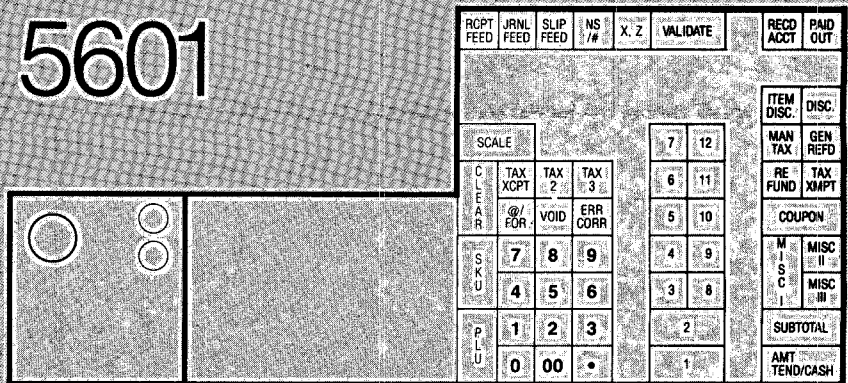 5601
RCPT FEED JRNL FEED SLIP FEED NS /# X, Z VALIDATE RECD ACCT PAID OUT
ITEM DISC. DISC.
SCALE 7 12 MAN TAX GEN REFD
CLEAR TAX XCPT TAX 2 TAX 3 6 11 RE FUND TAX XMPT
@/ FOR VOID ERR CORR 5 10 COUPON
SKU 7 8 9 4 9 MISC I MISC II
4 5 6 3 8 MISC III
PLU 1 2 3 2 SUBTOTAL
0 00 • 1 AMT TEND/CASH